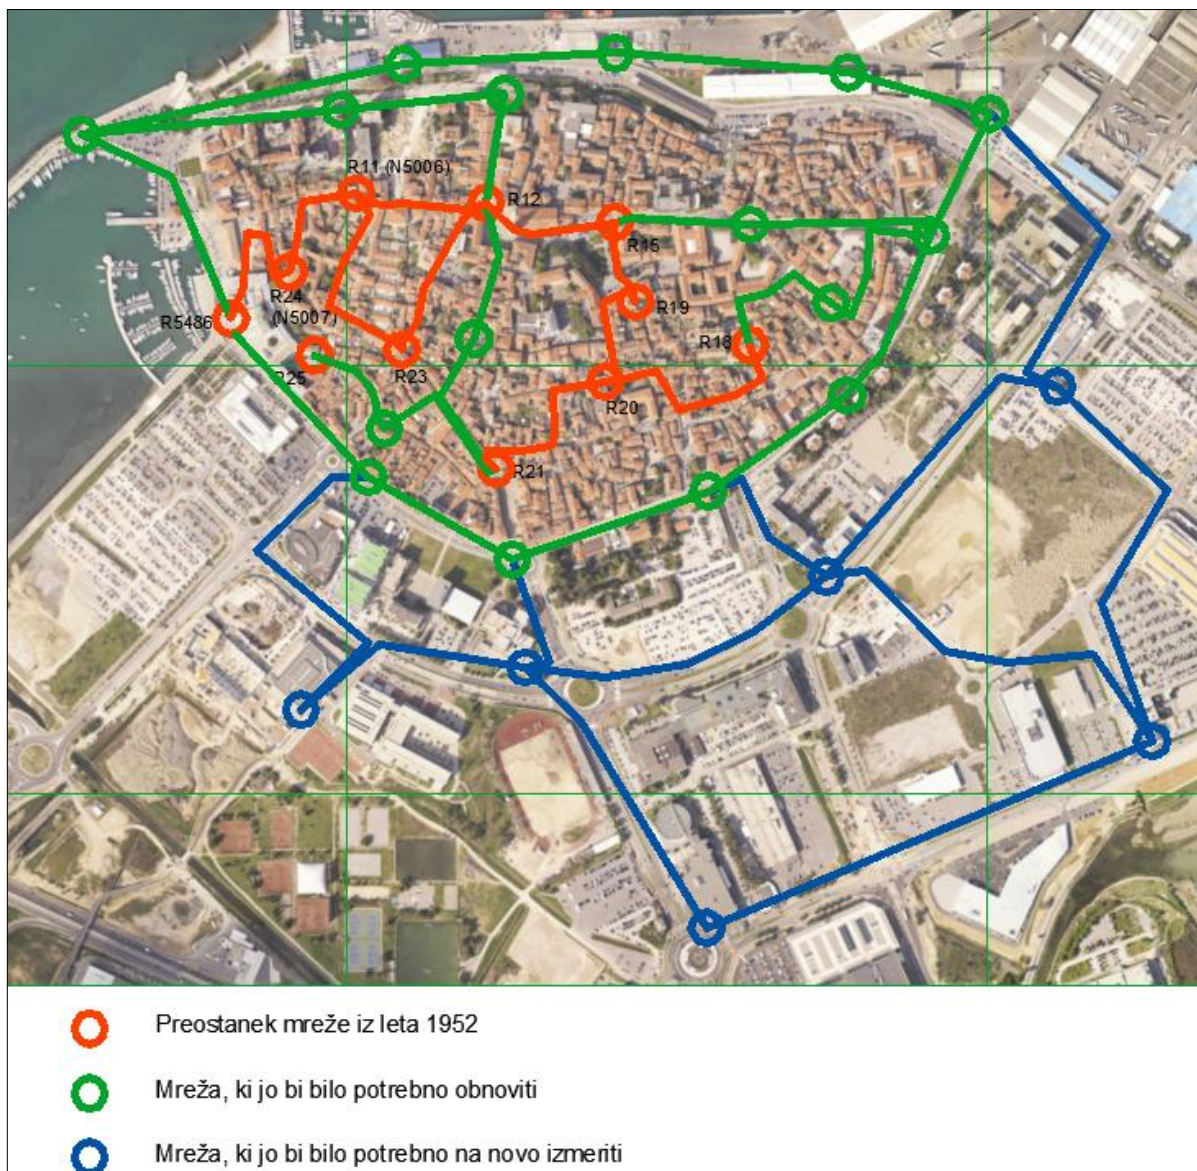 R11 (N5006)
R12
R15
R24
(N5007)
R5486
R19
R18
R25
R23
R20
R21
Preostanek mreže iz leta 1952
Mreža, ki jo bi bilo potrebno obnoviti
Mreža, ki jo bi bilo potrebno na novo izmeriti